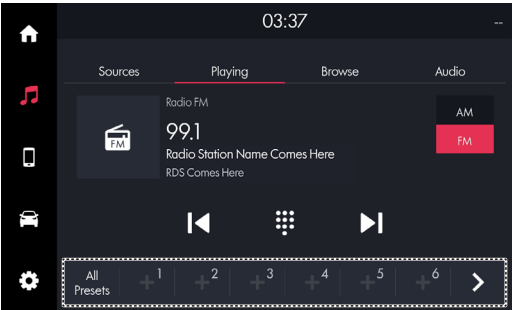 03:37
--
Sources Playing Browse Audio
Radio FM
99.1
Radio Station Name Comes Here
RDS Comes Here
FM
AM
FM
All
Presets
+1 +2 +3 +4 +5 +6